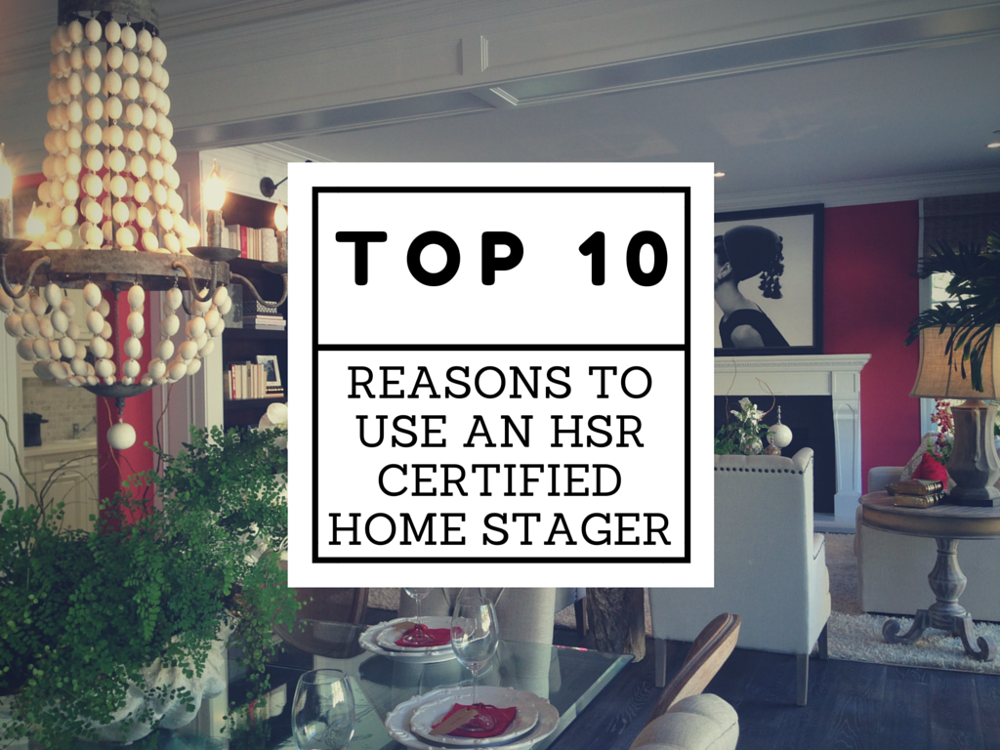 TOP 10
REASONS TO
USE AN HSR
CERTIFIED
HOME STAGER